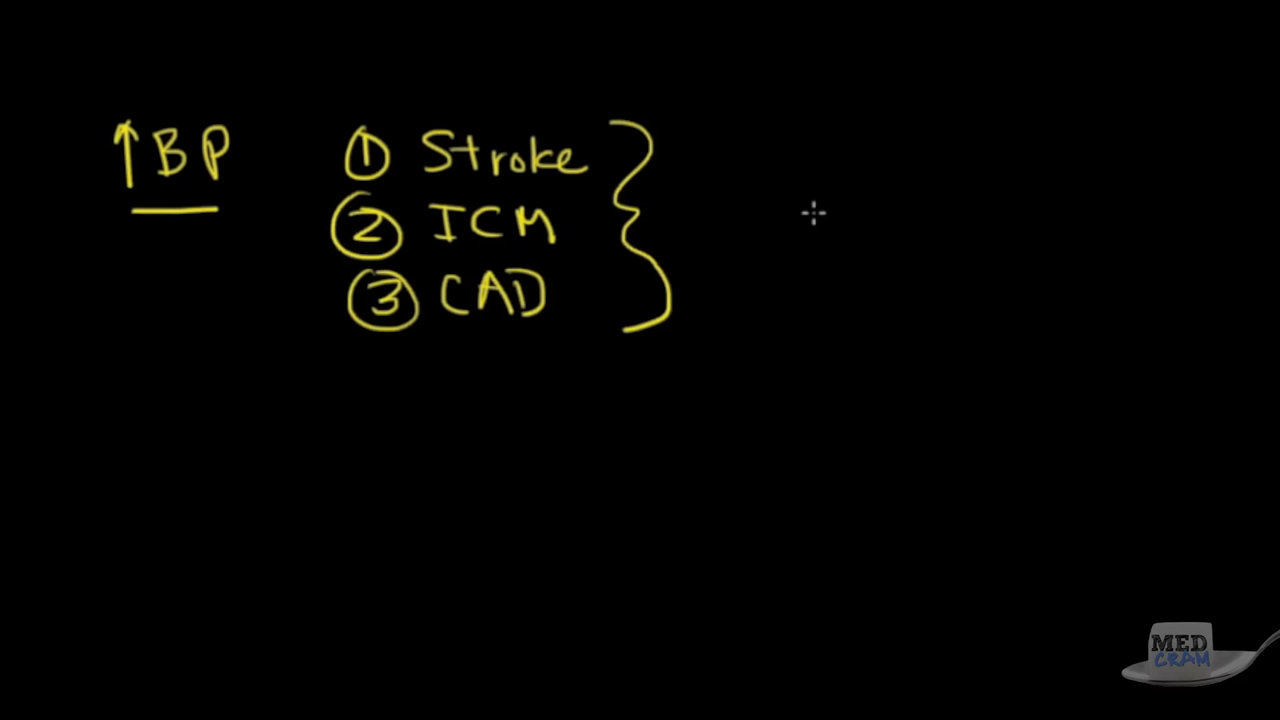 ↑ BP ① Stroke
② ICM
③ CAD
MED
CRAM